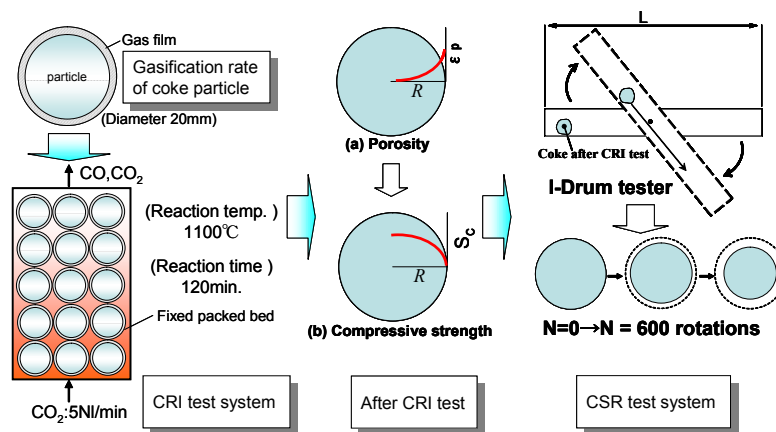 Gas film
particle
Gasification rate
of coke particle
(Diameter 20mm)
CO,CO₂
(Reaction temp. )
1100℃
(Reaction time )
120min.
Fixed packed bed
CO₂:5Nl/min
CRI test system
ε p
R
(a) Porosity
Sc
R
(b) Compressive strength
After CRI test
L
Coke after CRI test
I-Drum tester
N=0→N = 600 rotations
CSR test system